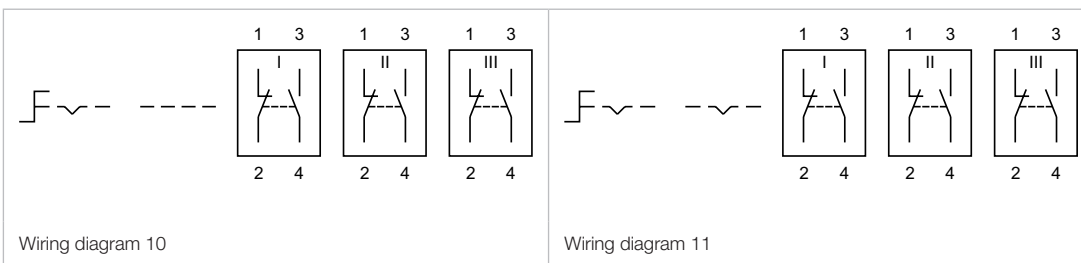 1 3 1 3 1 3
I II III
2 4 2 4 2 4
Wiring diagram 10
1 3 1 3 1 3
I II III
2 4 2 4 2 4
Wiring diagram 11